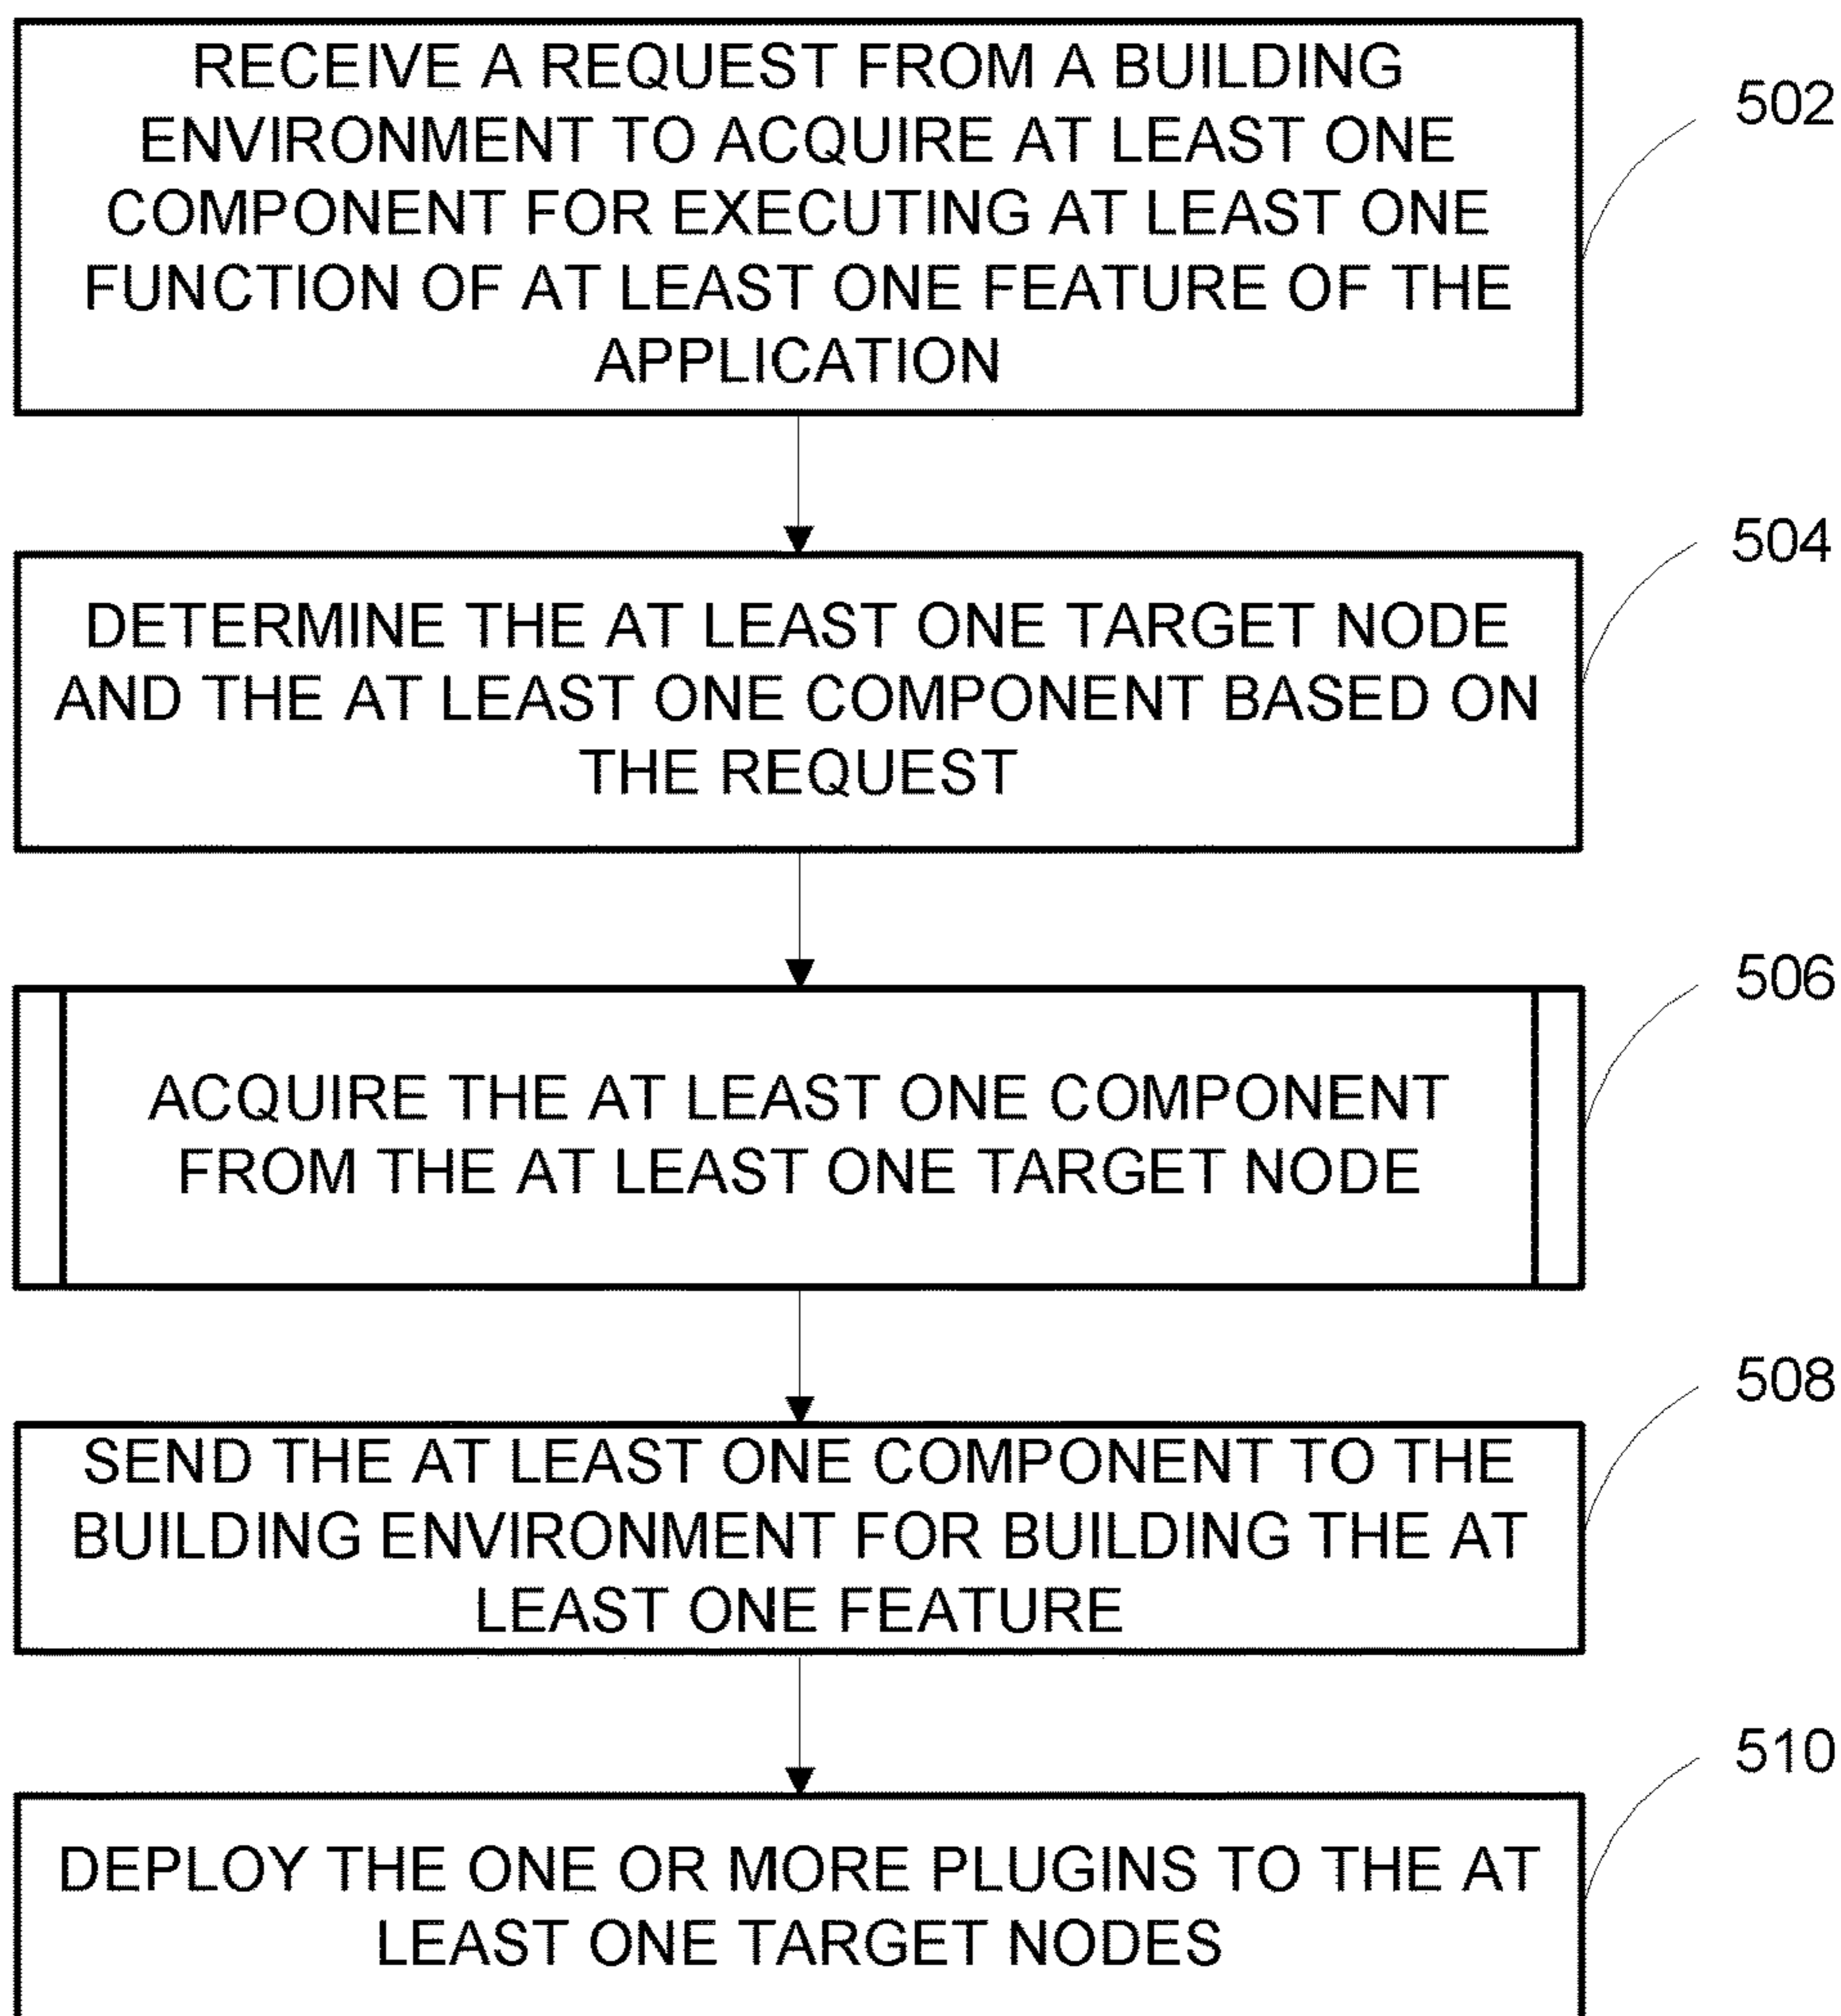 RECEIVE A REQUEST FROM A BUILDING
ENVIRONMENT TO ACQUIRE AT LEAST ONE
COMPONENT FOR EXECUTING AT LEAST ONE
FUNCTION OF AT LEAST ONE FEATURE OF THE
APPLICATION
502
DETERMINE THE AT LEAST ONE TARGET NODE
AND THE AT LEAST ONE COMPONENT BASED ON
THE REQUEST
504
ACQUIRE THE AT LEAST ONE COMPONENT
FROM THE AT LEAST ONE TARGET NODE
506
SEND THE AT LEAST ONE COMPONENT TO THE
BUILDING ENVIRONMENT FOR BUILDING THE AT
LEAST ONE FEATURE
508
DEPLOY THE ONE OR MORE PLUGINS TO THE AT
LEAST ONE TARGET NODES
510